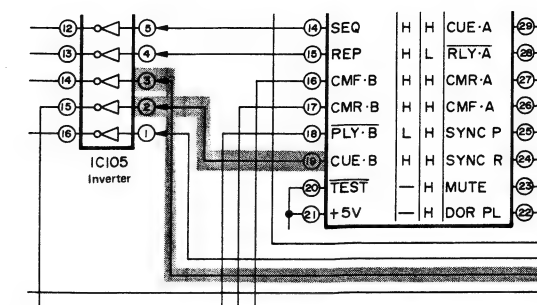 12 5 14 SEQ H H CUE·A 29
13 4 15 REP H L RLY·A 28
14 3 16 CMF·B H H CMR·A 27
15 2 17 CMR·B H H CMF·A 26
16 1 18 PLY·B L H SYNC P 25
IC105 19 CUE·B H H SYNC R 24
Inverter 20 TEST — H MUTE 23
21 +5V — H DOR PL 22